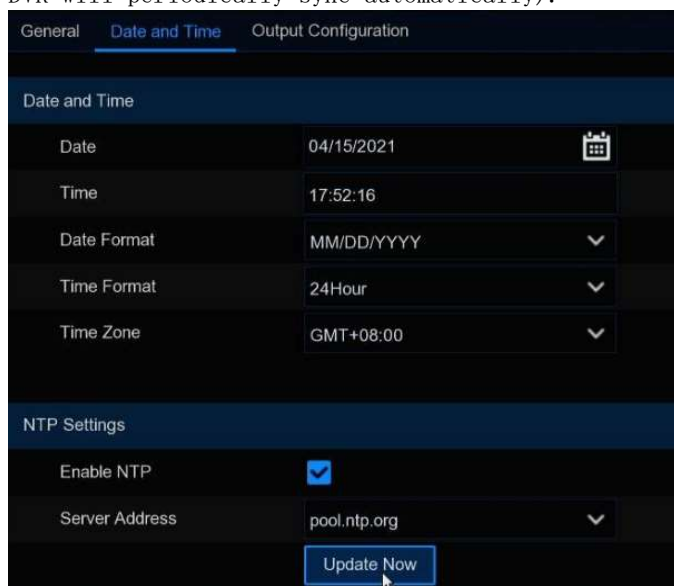 DVR will periodically sync automatically).
General Date and Time Output Configuration
Date and Time
Date 04/15/2021
Time 17:52:16
Date Format MM/DD/YYYY
Time Format 24Hour
Time Zone GMT+08:00
NTP Settings
Enable NTP
Server Address pool.ntp.org
Update Now